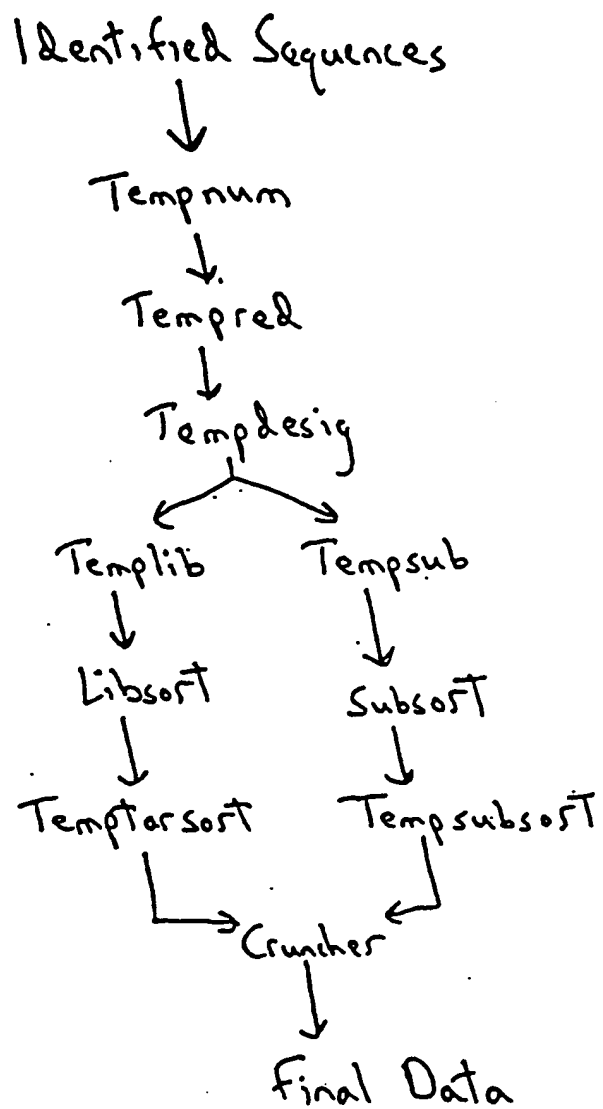 Identified Sequences
Tempnum
Tempred
Tempdesig
Templib Tempsub
Libsort Subsort
Temptarsort Tempsubsort
Cruncher
Final Data